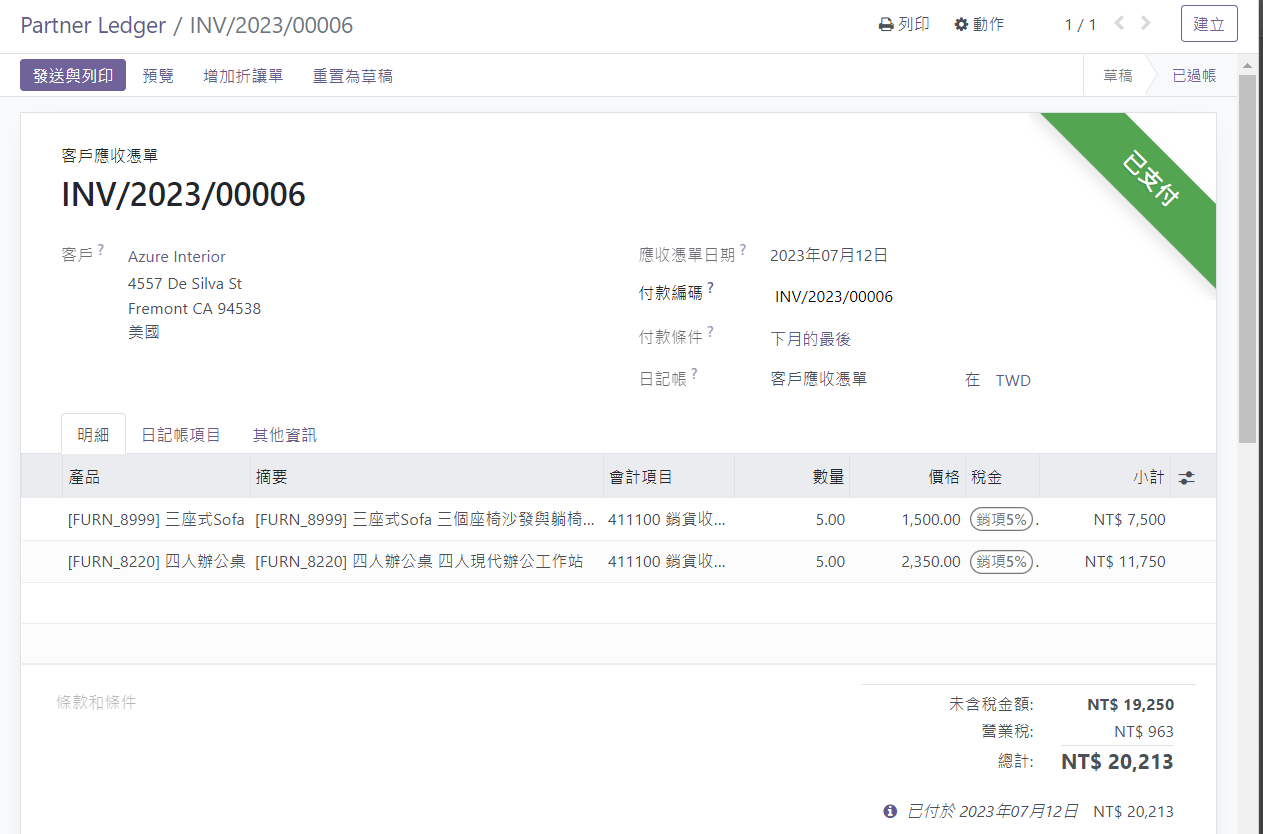 Partner Ledger / INV/2023/00006 列印 動作 1 / 1 建立
發送與列印 預覽 增加折讓單 重置為草稿 草稿 已過帳
已支付
客戶應收憑單
INV/2023/00006
客戶 ? Azure Interior
4557 De Silva St
Fremont CA 94538
美國
應收憑單日期 ? 2023年07月12日
付款編碼 ? INV/2023/00006
付款條件 ? 下月的最後
日記帳 ? 客戶應收憑單 在 TWD
明細 日記帳項目 其他資訊
產品 摘要 會計項目 數量 價格 稅金 小計
[FURN_8999] 三座式Sofa [FURN_8999] 三座式Sofa 三個座椅沙發與躺椅... 411100 銷貨收... 5.00 1,500.00 銷項5% . NT$ 7,500
[FURN_8220] 四人辦公桌 [FURN_8220] 四人辦公桌 四人現代辦公工作站 411100 銷貨收... 5.00 2,350.00 銷項5% . NT$ 11,750
條款和條件
未含稅金額: NT$ 19,250
營業稅: NT$ 963
總計: NT$ 20,213
已付於 2023年07月12日 NT$ 20,213